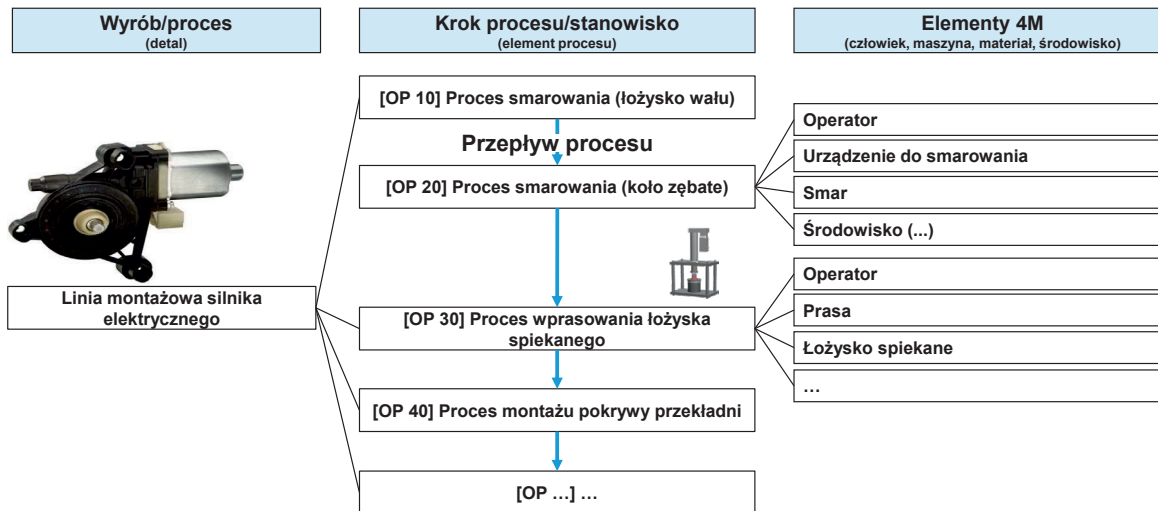 Wyrób/proces
(detal)
Krok procesu/stanowisko
(element procesu)
Elementy 4M
(człowiek, maszyna, materiał, środowisko)
[OP 10] Proces smarowania (łożysko wału)
Przepływ procesu
[OP 20] Proces smarowania (koło zębate)
Operator
Urządzenie do smarowania
Smar
Środowisko (...)
Linia montażowa silnika
elektrycznego
[OP 30] Proces wprasowania łożyska
spiekanego
Operator
Prasa
Łożysko spiekane
…
[OP 40] Proces montażu pokrywy przekładni
[OP …] …